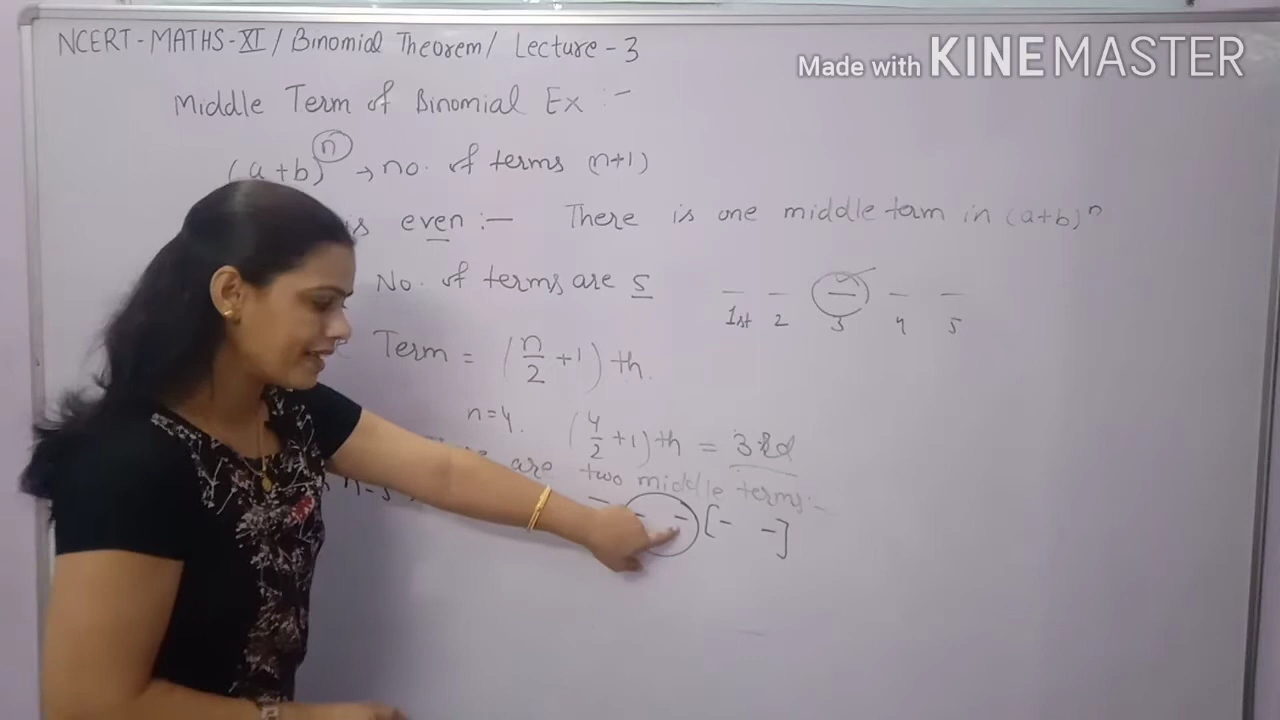 NCERT - MATHS - XI / Binomial Theorem / Lecture - 3
Made with KINEMASTER
Middle Term of Binomial Ex :-
(a+b)^n → no. of terms (n+1)
is even :- There is one middle term in (a+b)^n
No. of terms are 5
1st 2 3 4 5
Term = (n/2 + 1) th.
n=4. (4/2 + 1) th = 3rd
are two middle terms:-